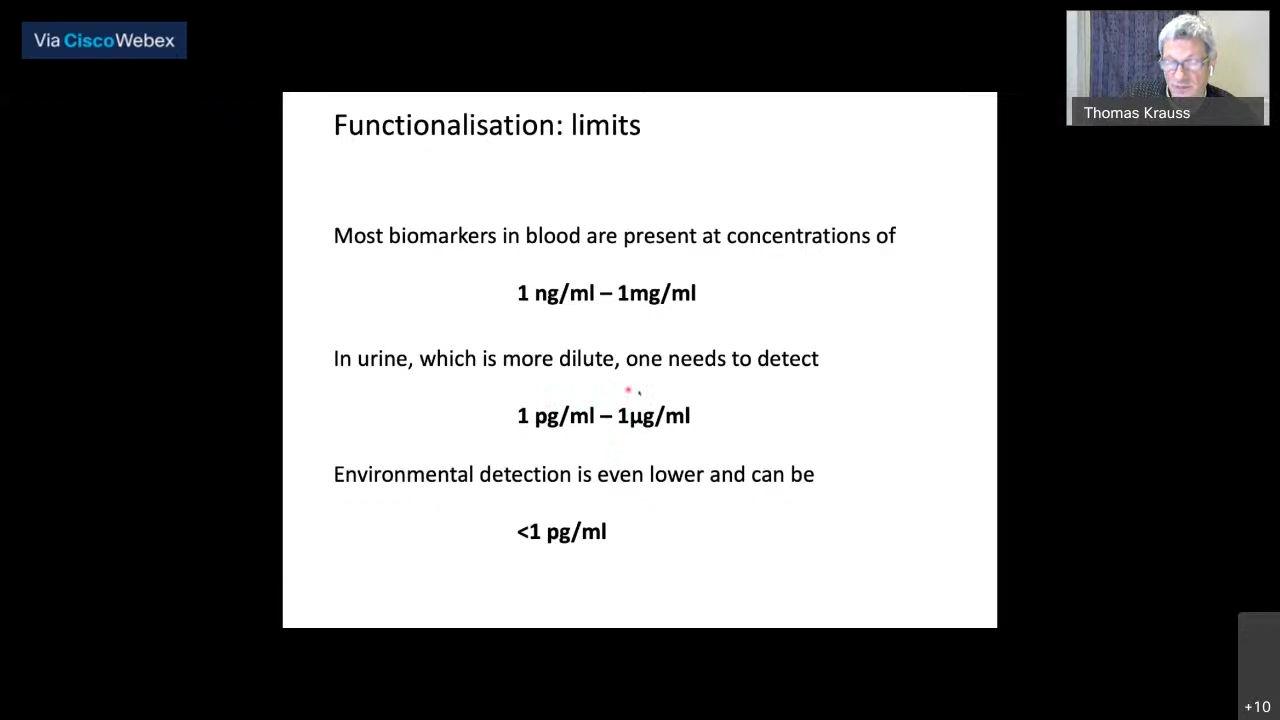 Via CiscoWebex
Thomas Krauss
Functionalisation: limits
Most biomarkers in blood are present at concentrations of
1 ng/ml – 1mg/ml
In urine, which is more dilute, one needs to detect
1 pg/ml – 1µg/ml
Environmental detection is even lower and can be
<1 pg/ml
+10